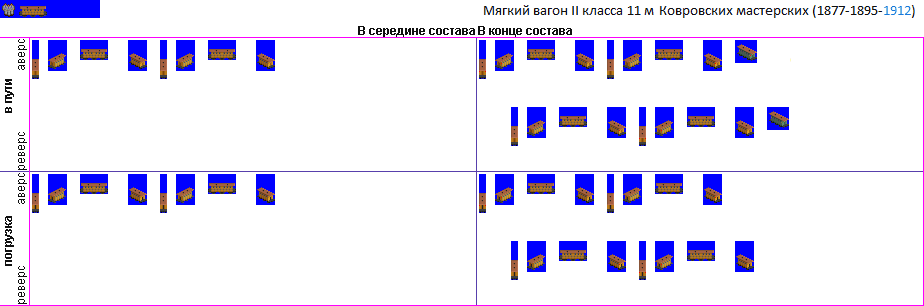 Мягкий вагон II класса 11 м Ковровских мастерских (1877-1895-1912)
В середине состава В конце состава
в пути
аверс
реверс
погрузка
аверс
реверс